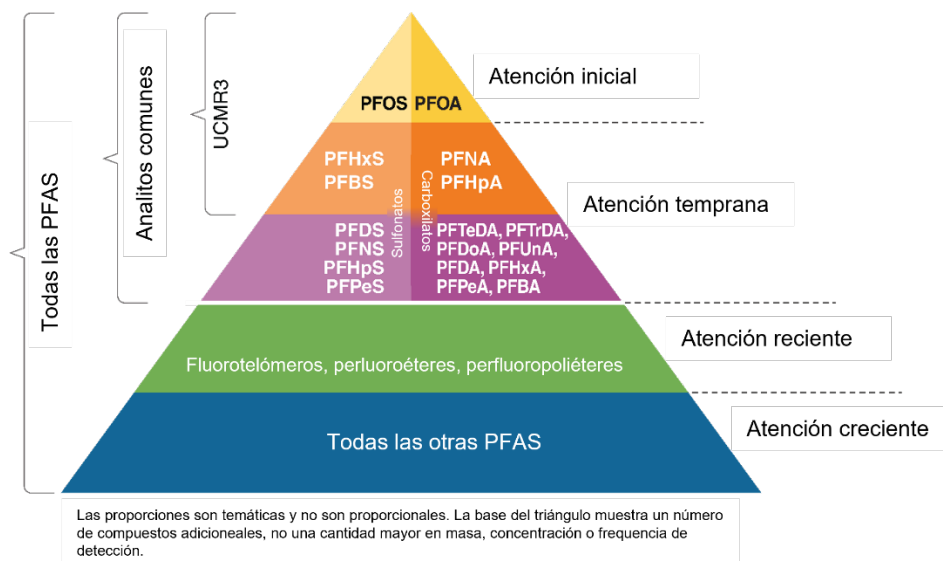 Todas las PFAS
Analitos comunes
UCMR3
PFOS PFOA
Atención inicial
PFHxS
PFBS
PFNA
PFHpA
Sulfonatos
Carboxilatos
Atención temprana
PFDS
PFNS
PFHpS
PFPeS
PFTeDA, PFTrDA,
PFDoA, PFUnA,
PFDA, PFHxA,
PFPeA, PFBA
Atención reciente
Fluorotelómeros, perluoroéteres, perfluoropoliéteres
Atención creciente
Todas las otras PFAS
Las proporciones son temáticas y no son proporcionales. La base del triángulo muestra un número
de compuestos adicioneales, no una cantidad mayor en masa, concentración o frecuencia de
detección.